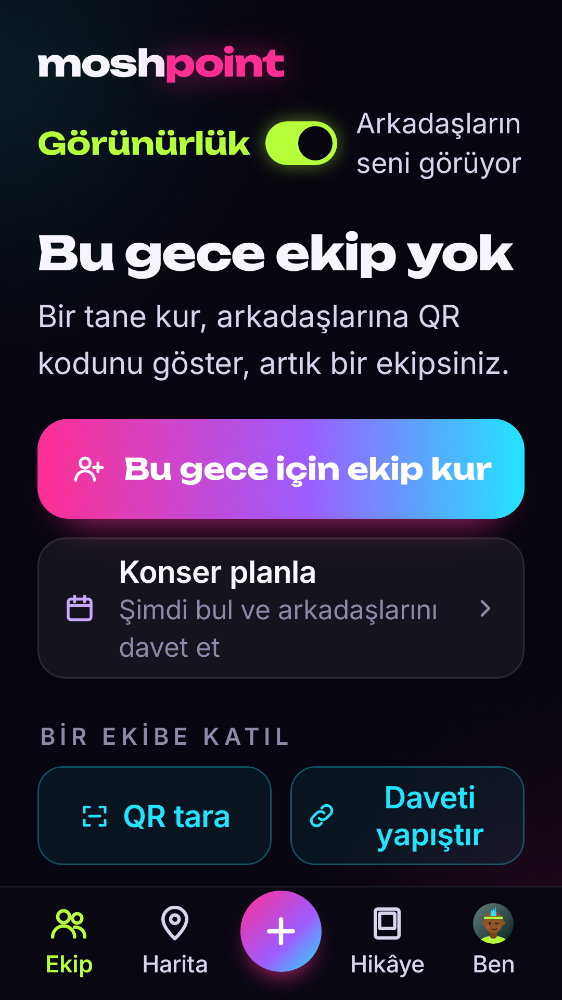 moshpoint
Görünürlük
Arkadaşların
seni görüyor
Bu gece ekip yok
Bir tane kur, arkadaşlarına QR
kodunu göster, artık bir ekipsiniz.
Bu gece için ekip kur
Konser planla
Şimdi bul ve arkadaşlarını
davet et
BİR EKİBE KATIL
QR tara
Daveti
yapıştır
Ekip
Harita
Hikâye
Ben